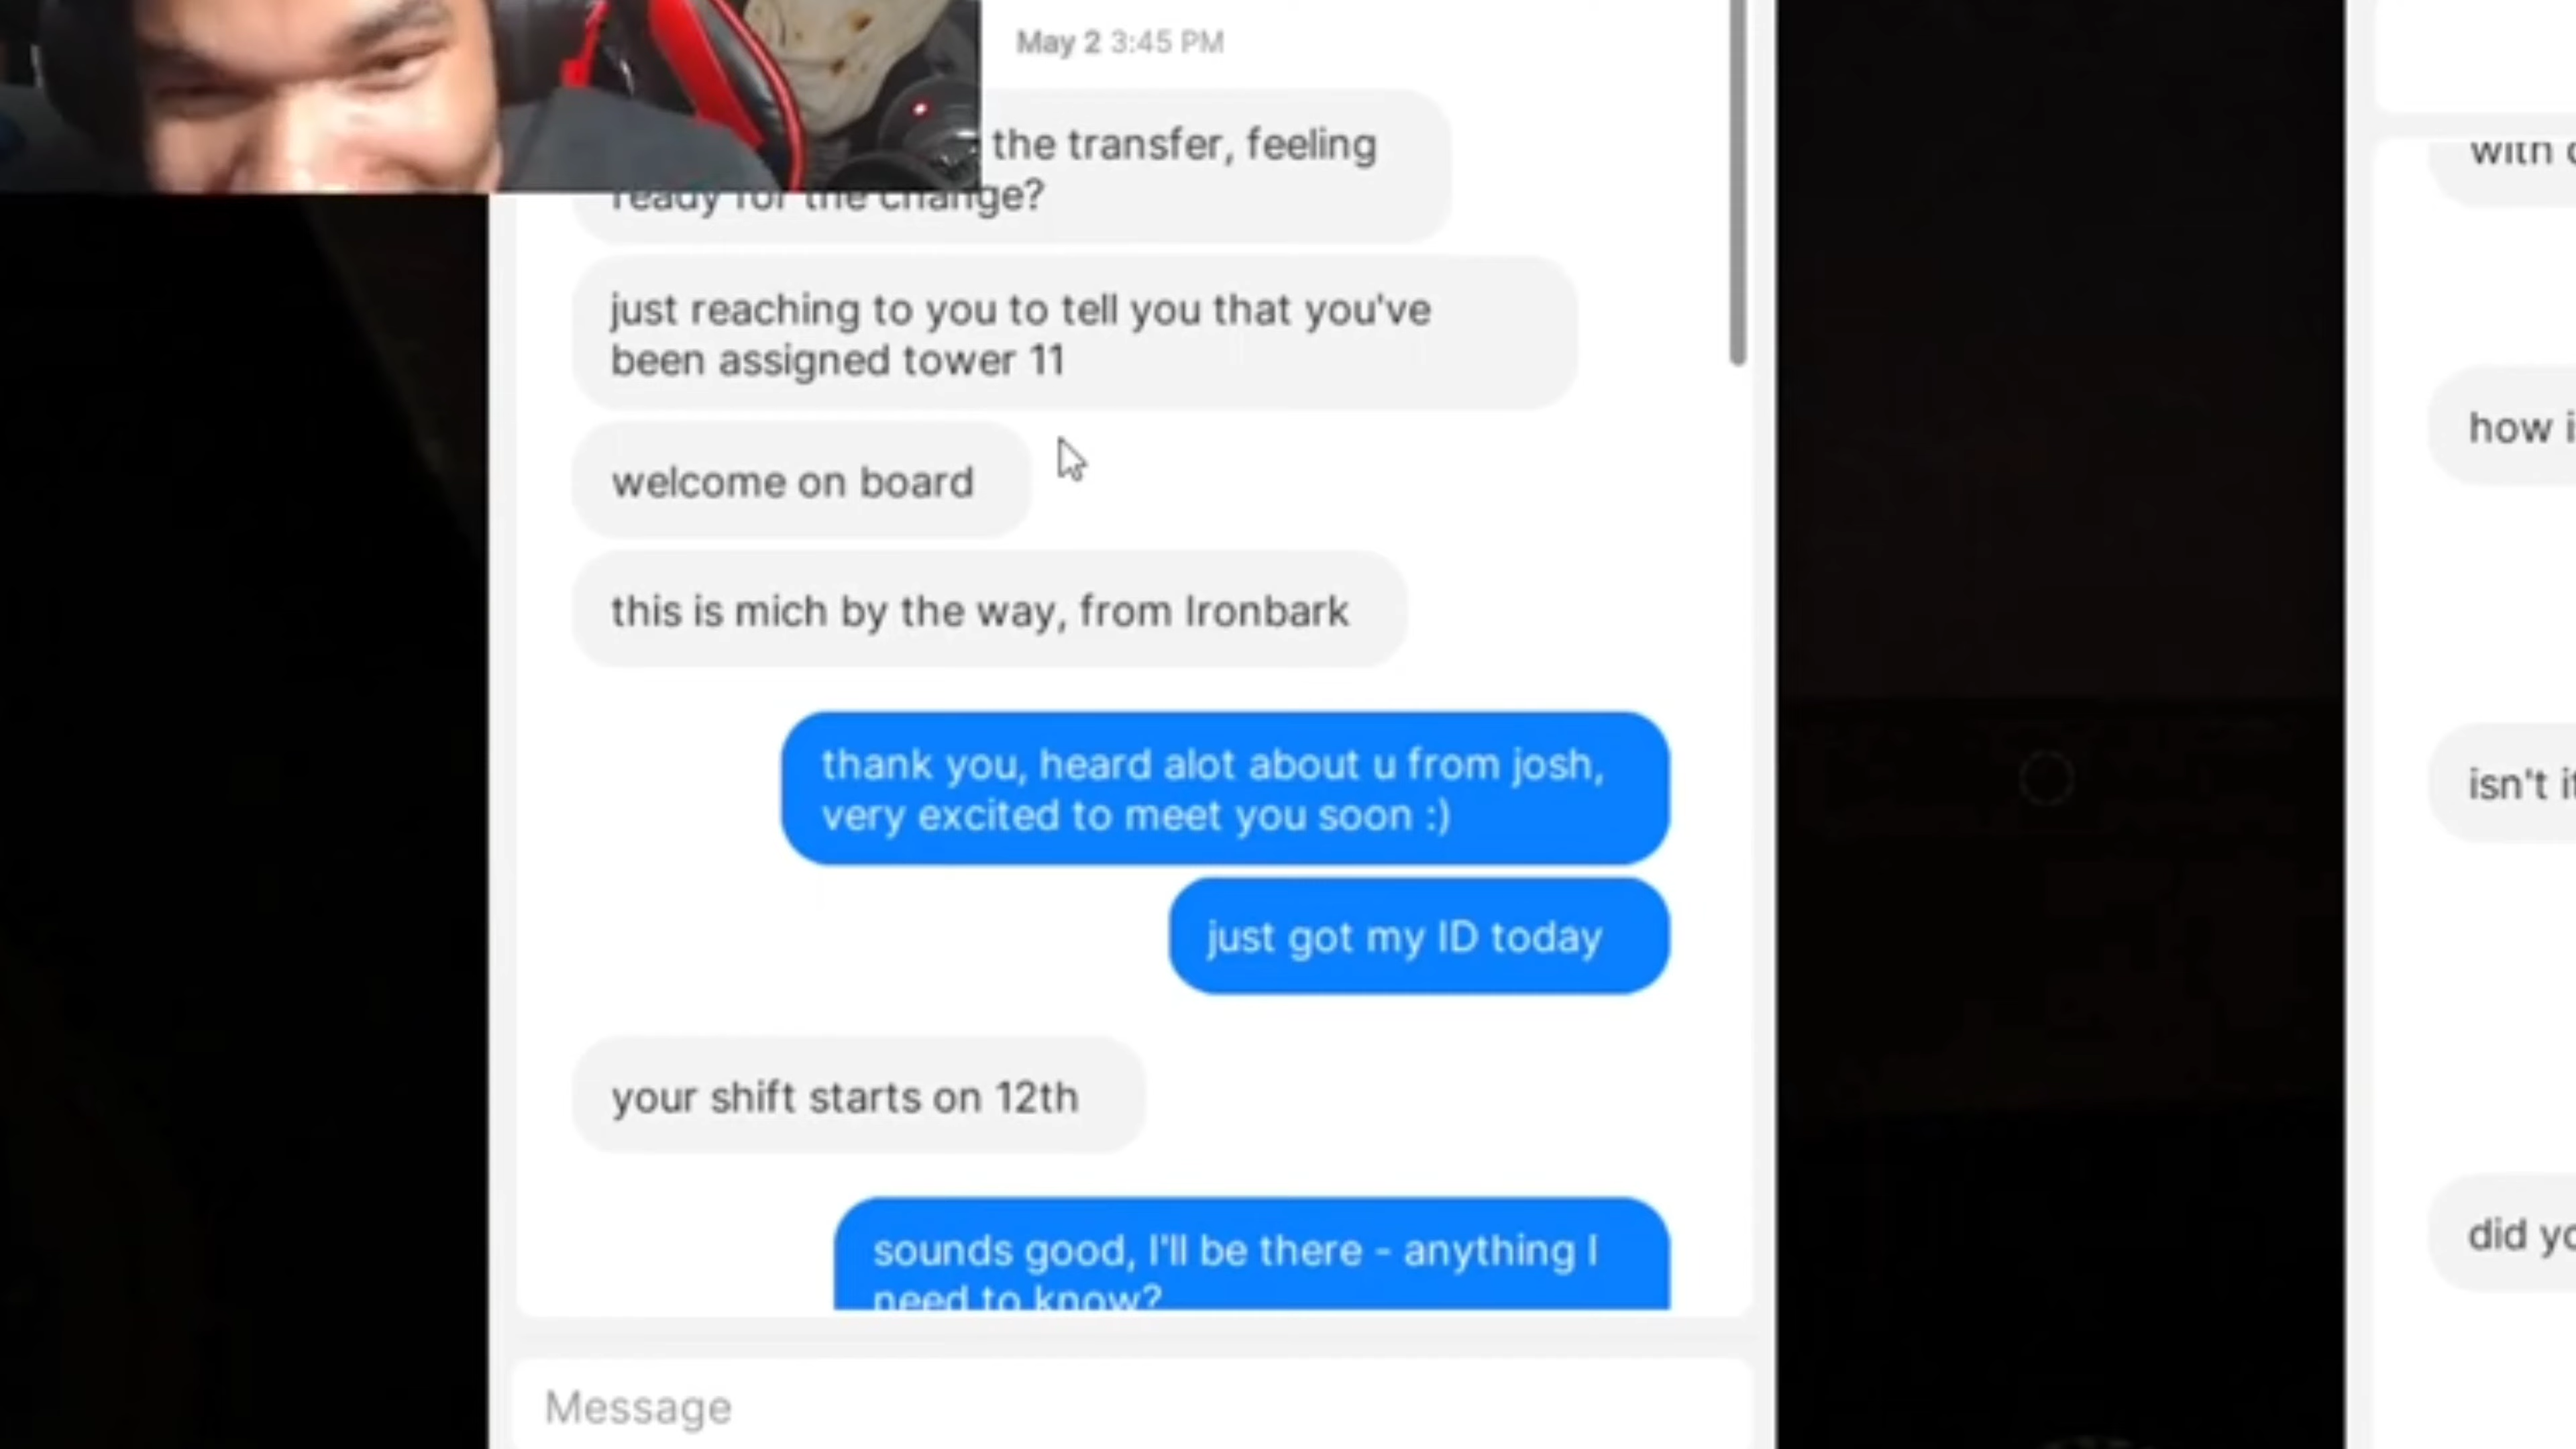 May 2 3:45 PM
the transfer, feeling
ready for the change?
just reaching to you to tell you that you've
been assigned tower 11
welcome on board
this is mich by the way, from Ironbark
thank you, heard alot about u from josh,
very excited to meet you soon :)
just got my ID today
your shift starts on 12th
sounds good, I'll be there - anything I
need to know?
Message
with
how i
isn't it
did yo